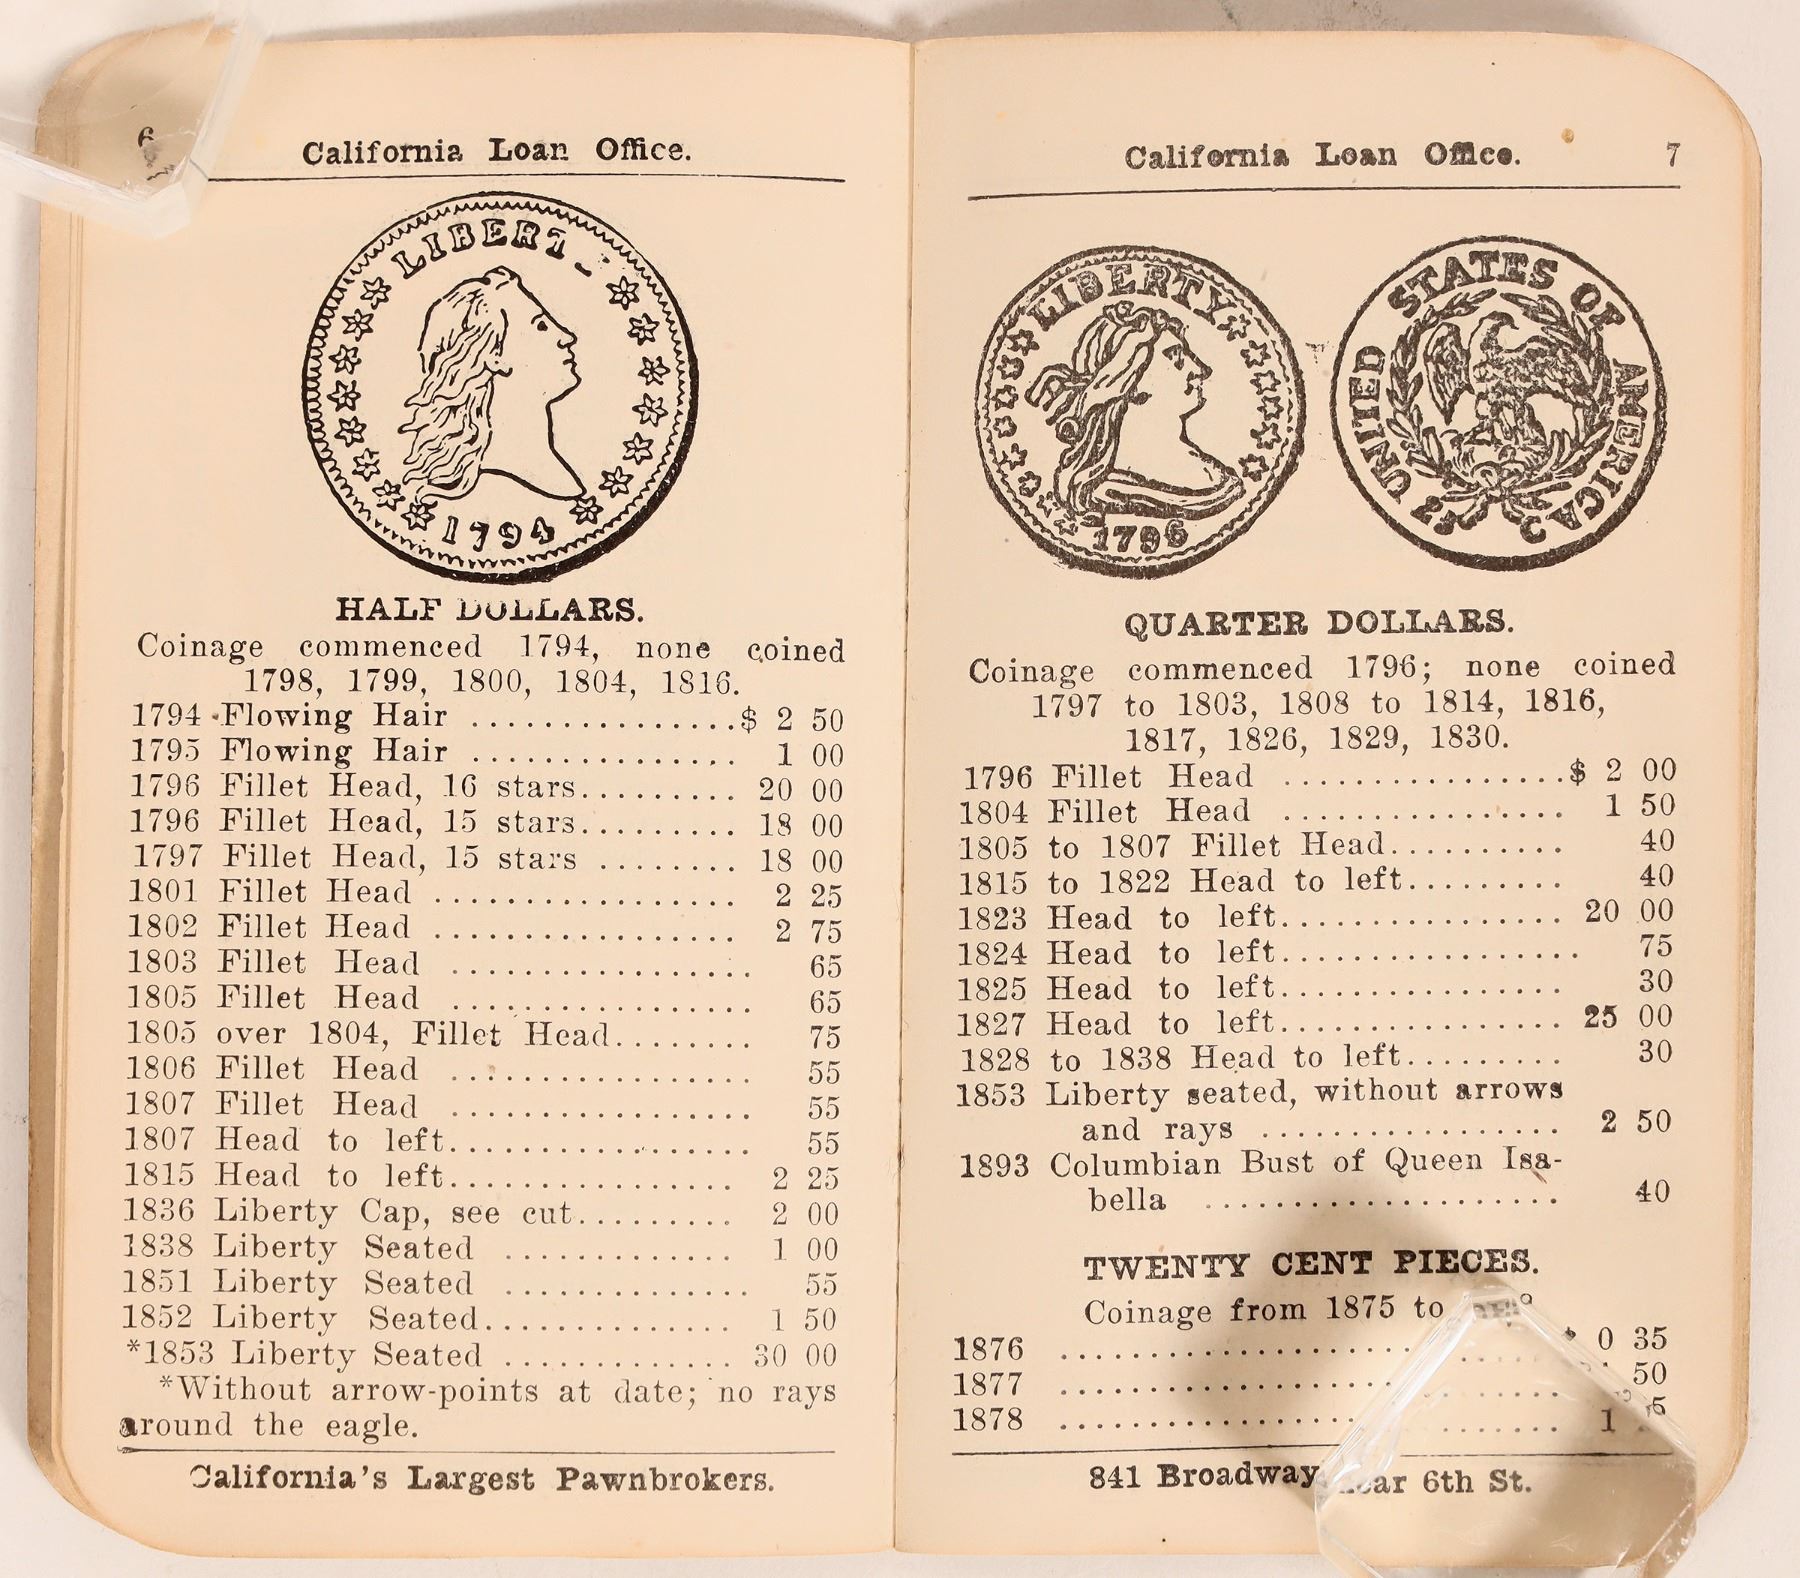 6
California Loan Office.
LIBERTY
1794
HALF DOLLARS.
Coinage commenced 1794, none coined
1798, 1799, 1800, 1804, 1816.
1794 Flowing Hair ................$ 2 50
1795 Flowing Hair ............... 1 00
1796 Fillet Head, 16 stars......... 20 00
1796 Fillet Head, 15 stars......... 18 00
1797 Fillet Head, 15 stars ........ 18 00
1801 Fillet Head ................. 2 25
1802 Fillet Head ................. 2 75
1803 Fillet Head ................. 65
1805 Fillet Head ................. 65
1805 over 1804, Fillet Head........ 75
1806 Fillet Head ................. 55
1807 Fillet Head ................. 55
1807 Head to left................. 55
1815 Head to left................ 2 25
1836 Liberty Cap, see cut......... 2 00
1838 Liberty Seated ............. 1 00
1851 Liberty Seated .............. 55
1852 Liberty Seated.............. 1 50
*1853 Liberty Seated ............. 30 00
*Without arrow-points at date; no rays
around the eagle.
California's Largest Pawnbrokers.
California Loan Office. 7
LIBERTY
1796
UNITED STATES OF AMERICA
QUARTER DOLLARS.
Coinage commenced 1796; none coined
1797 to 1803, 1808 to 1814, 1816,
1817, 1826, 1829, 1830.
1796 Fillet Head ................$ 2 00
1804 Fillet Head ................ 1 50
1805 to 1807 Fillet Head.......... 40
1815 to 1822 Head to left......... 40
1823 Head to left................ 20 00
1824 Head to left................. 75
1825 Head to left................ 30
1827 Head to left................ 25 00
1828 to 1838 Head to left......... 30
1853 Liberty seated, without arrows
and rays ................. 2 50
1893 Columbian Bust of Queen Isa-
bella .................... 40
TWENTY CENT PIECES.
Coinage from 1875 to
1876 ............................ $ 0 35
1877 ............................ 50
1878 ............................ 1
841 Broadway, near 6th St.